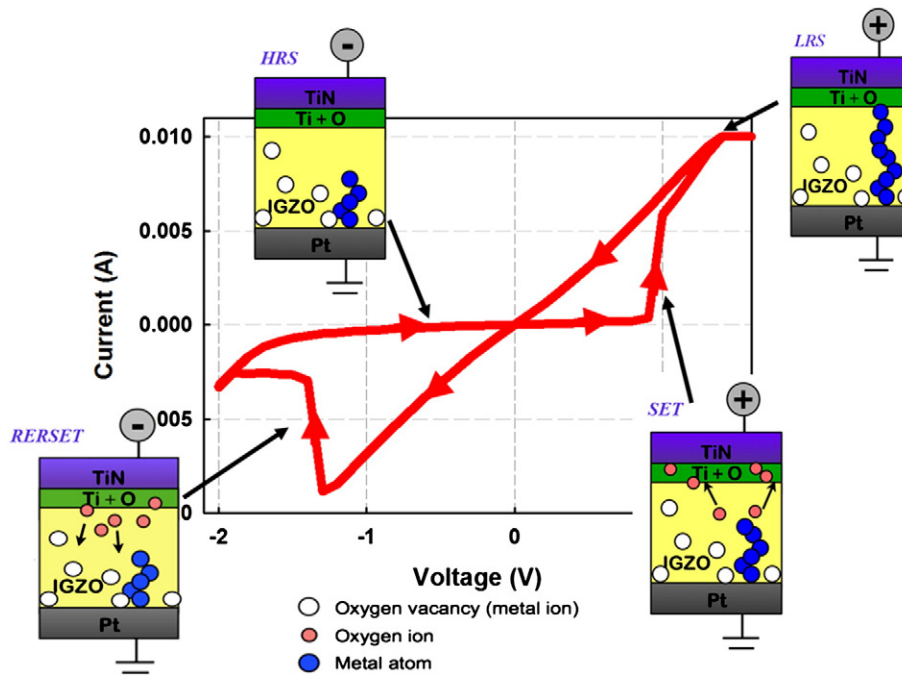 HRS
-
TiN
Ti + O
IGZO
Pt
LRS
+
TiN
Ti + O
IGZO
Pt
0.010
0.005
0.000
005
0
Current (A)
-2
-1
0
Voltage (V)
RERSET
-
TiN
Ti + O
IGZO
Pt
SET
+
TiN
Ti + O
IGZO
Pt
Oxygen vacancy (metal ion)
Oxygen ion
Metal atom